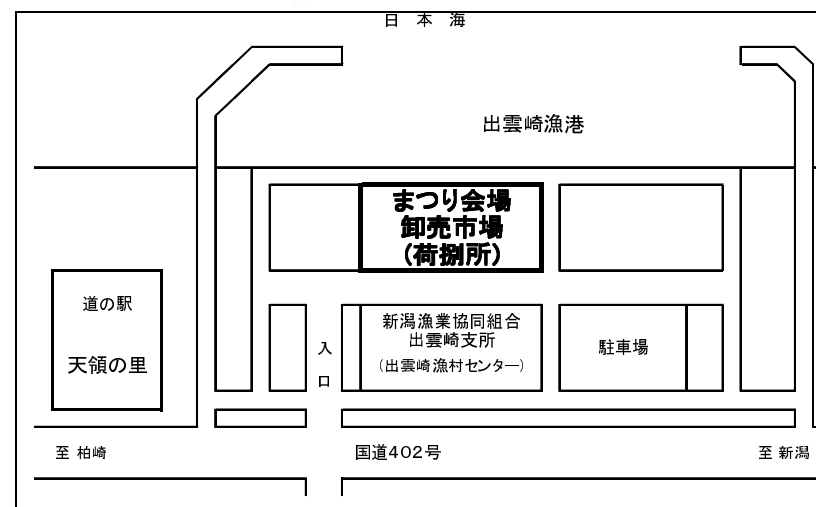 日本海
出雲崎漁港
まつり会場
卸売市場
(荷捌所)
道の駅
天領の里
入口
新潟漁業協同組合
出雲崎支所
(出雲崎漁村センター)
駐車場
至 柏崎
国道402号
至 新潟